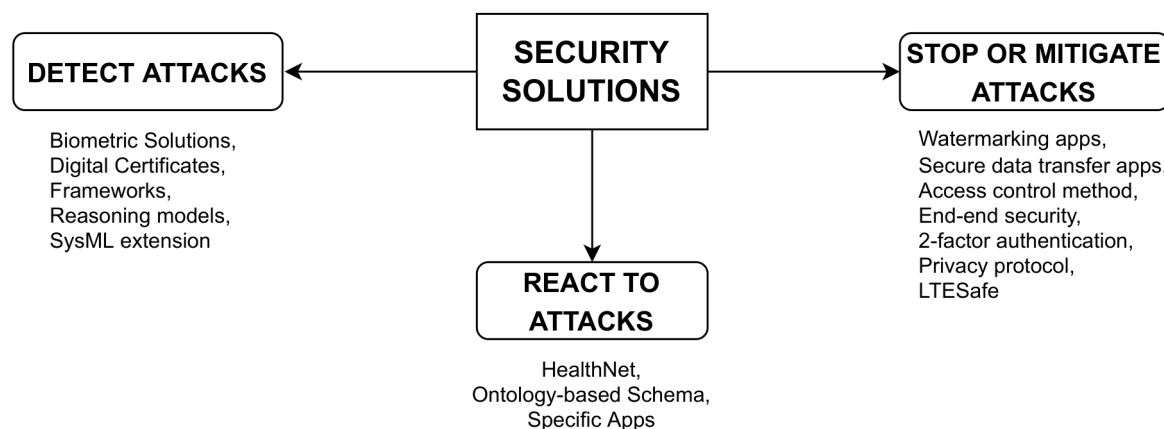 SECURITY
SOLUTIONS
DETECT ATTACKS
Biometric Solutions,
Digital Certificates,
Frameworks,
Reasoning models,
SysML extension
REACT TO
ATTACKS
HealthNet,
Ontology-based Schema,
Specific Apps
STOP OR MITIGATE
ATTACKS
Watermarking apps,
Secure data transfer apps,
Access control method,
End-end security,
2-factor authentication,
Privacy protocol,
LTESafe